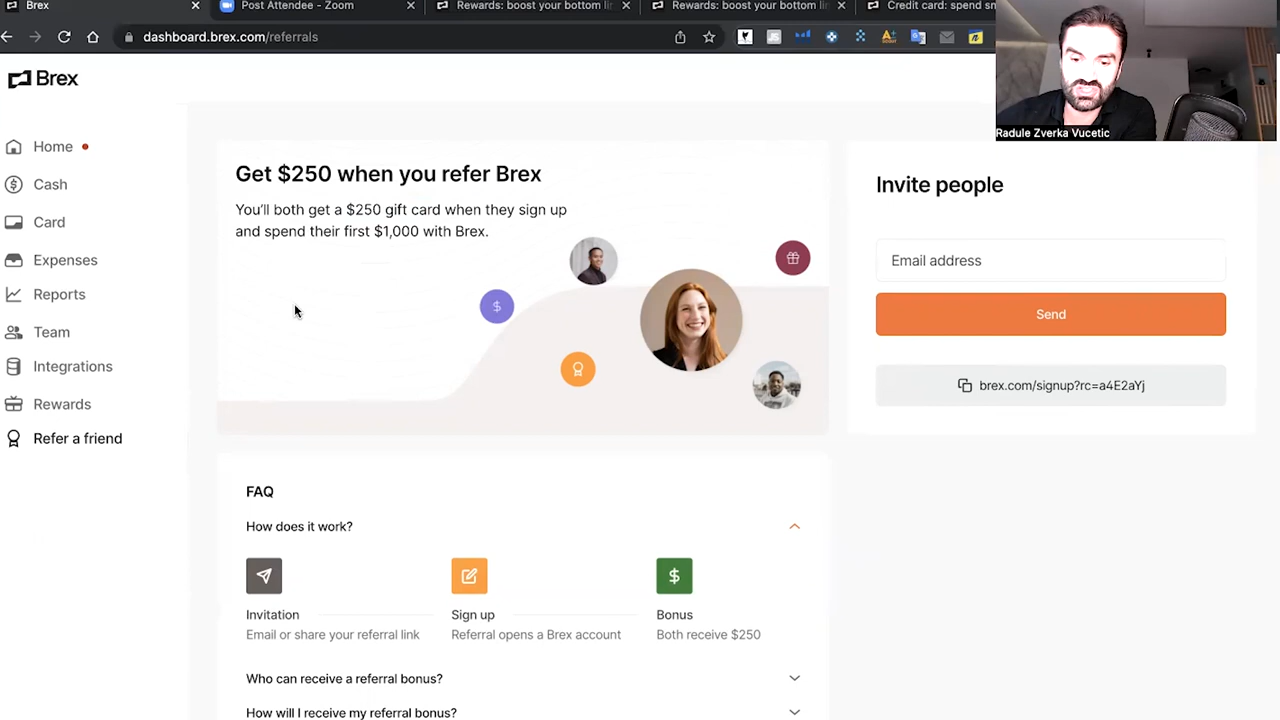 Brex
Post Attendee - Zoom
Rewards: boost your bottom li
Rewards: boost your bottom li
Credit card: spend sm
dashboard.brex.com/referrals
Radule Zverka Vucetic
Brex
Home
Cash
Card
Expenses
Reports
Team
Integrations
Rewards
Refer a friend
Get $250 when you refer Brex
You'll both get a $250 gift card when they sign up
and spend their first $1,000 with Brex.
$
Invite people
Email address
Send
brex.com/signup?rc=a4E2aYj
FAQ
How does it work?
$
Invitation
Sign up
Bonus
Email or share your referral link
Referral opens a Brex account
Both receive $250
Who can receive a referral bonus?
How will I receive my referral bonus?